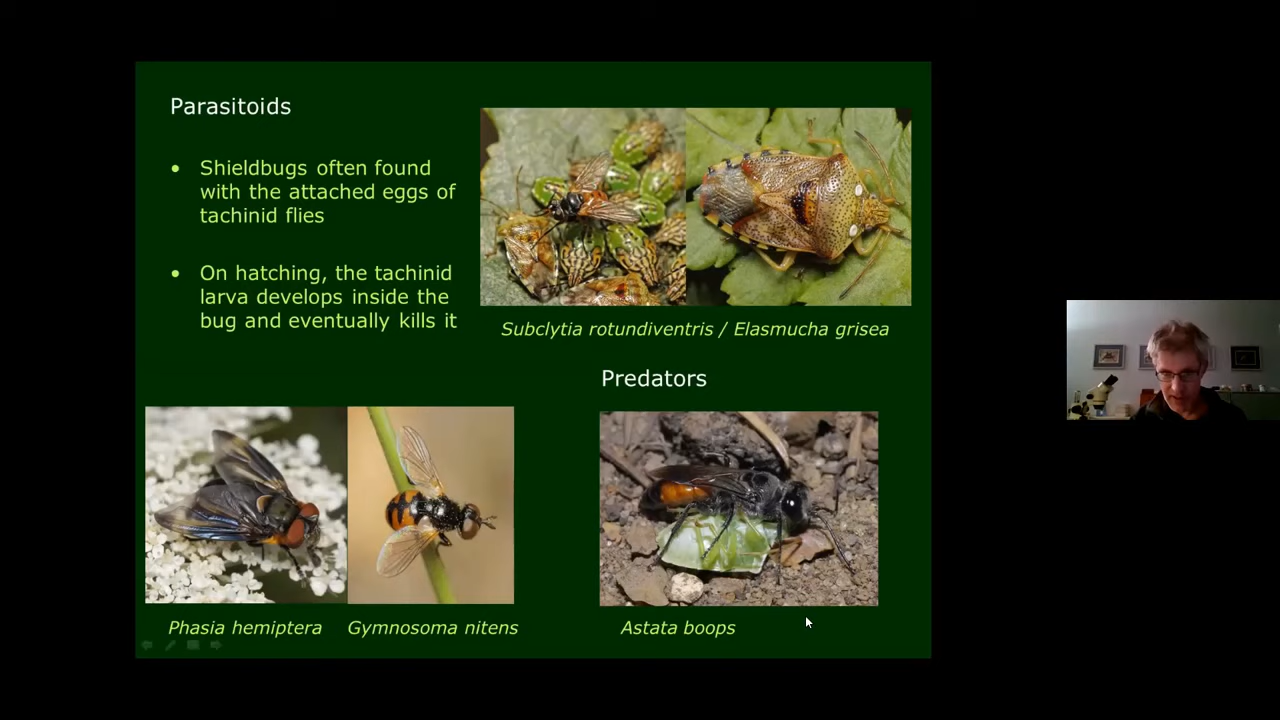 Parasitoids
• Shieldbugs often found
with the attached eggs of
tachinid flies
• On hatching, the tachinid
larva develops inside the
bug and eventually kills it
Subclytia rotundiventris / Elasmucha grisea
Predators
Phasia hemiptera
Gymnosoma nitens
Astata boops